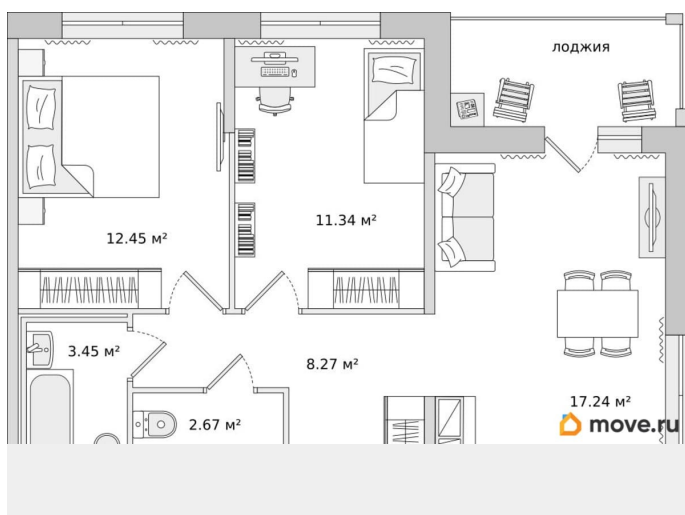 лоджия
11.34 м²
12.45 м²
3.45 м²
8.27 м²
17.24 м²
2.67 м²
move.ru